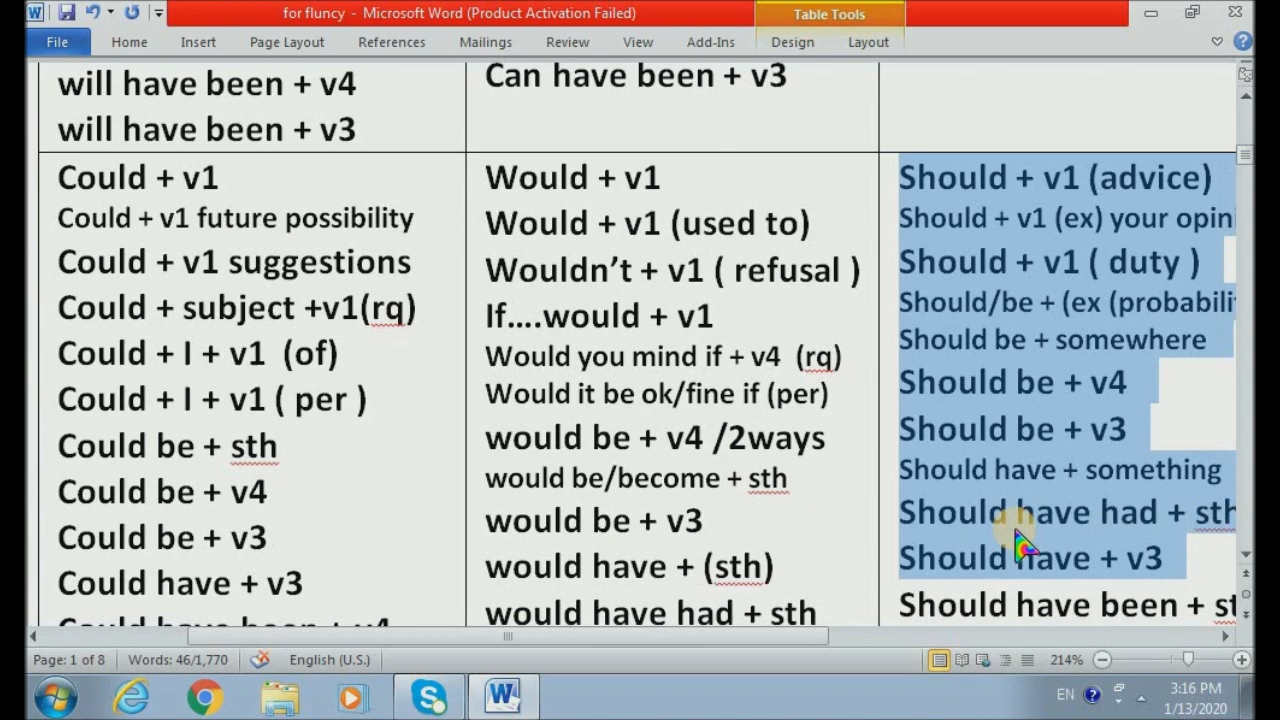 for fluncy - Microsoft Word (Product Activation Failed)
Table Tools
File Home Insert Page Layout References Mailings Review View Add-Ins Design Layout
will have been + v4
will have been + v3
Can have been + v3
Could + v1
Could + v1 future possibility
Could + v1 suggestions
Could + subject +v1(rq)
Could + I + v1 (of)
Could + I + v1 ( per )
Could be + sth
Could be + v4
Could be + v3
Could have + v3
Could have been + v4
Would + v1
Would + v1 (used to)
Wouldn’t + v1 ( refusal )
If....would + v1
Would you mind if + v4 (rq)
Would it be ok/fine if (per)
would be + v4 /2ways
would be/become + sth
would be + v3
would have + (sth)
would have had + sth
Should + v1 (advice)
Should + v1 (ex) your opini
Should + v1 ( duty )
Should/be + (ex (probabilit
Should be + somewhere
Should be + v4
Should be + v3
Should have + something
Should have had + sth
Should have + v3
Should have been + st
Page: 1 of 8 Words: 46/1,770 English (U.S.) 214%
EN 3:16 PM
1/13/2020